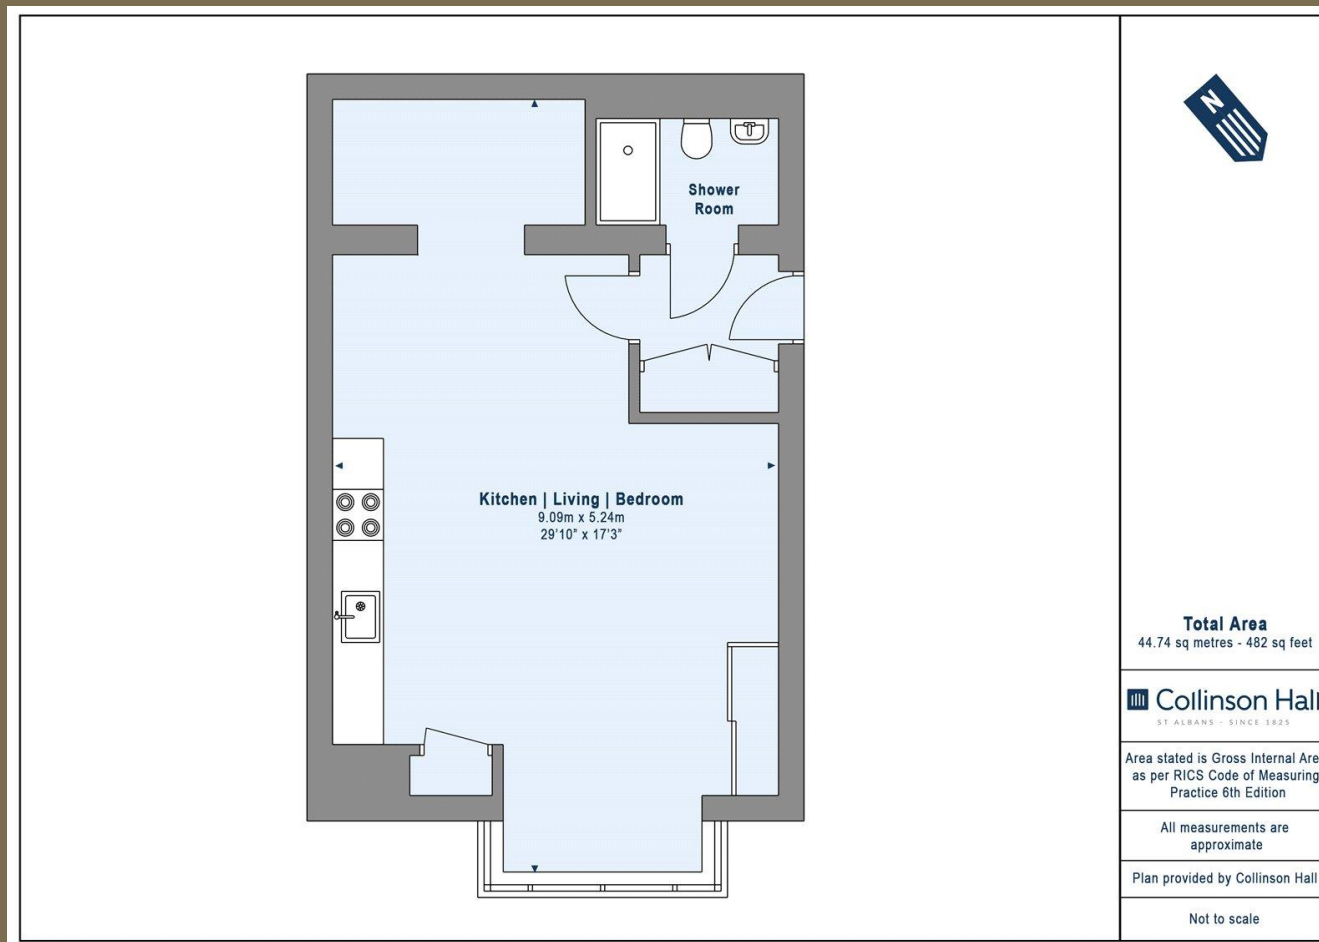 N
Shower
Room
Kitchen | Living | Bedroom
9.09m x 5.24m
29'10" x 17'3"
Total Area
44.74 sq metres - 482 sq feet
Collinson Hall
ST ALBANS - SINCE 1825
Area stated is Gross Internal Are
as per RICS Code of Measuring
Practice 6th Edition
All measurements are
approximate
Plan provided by Collinson Hall
Not to scale